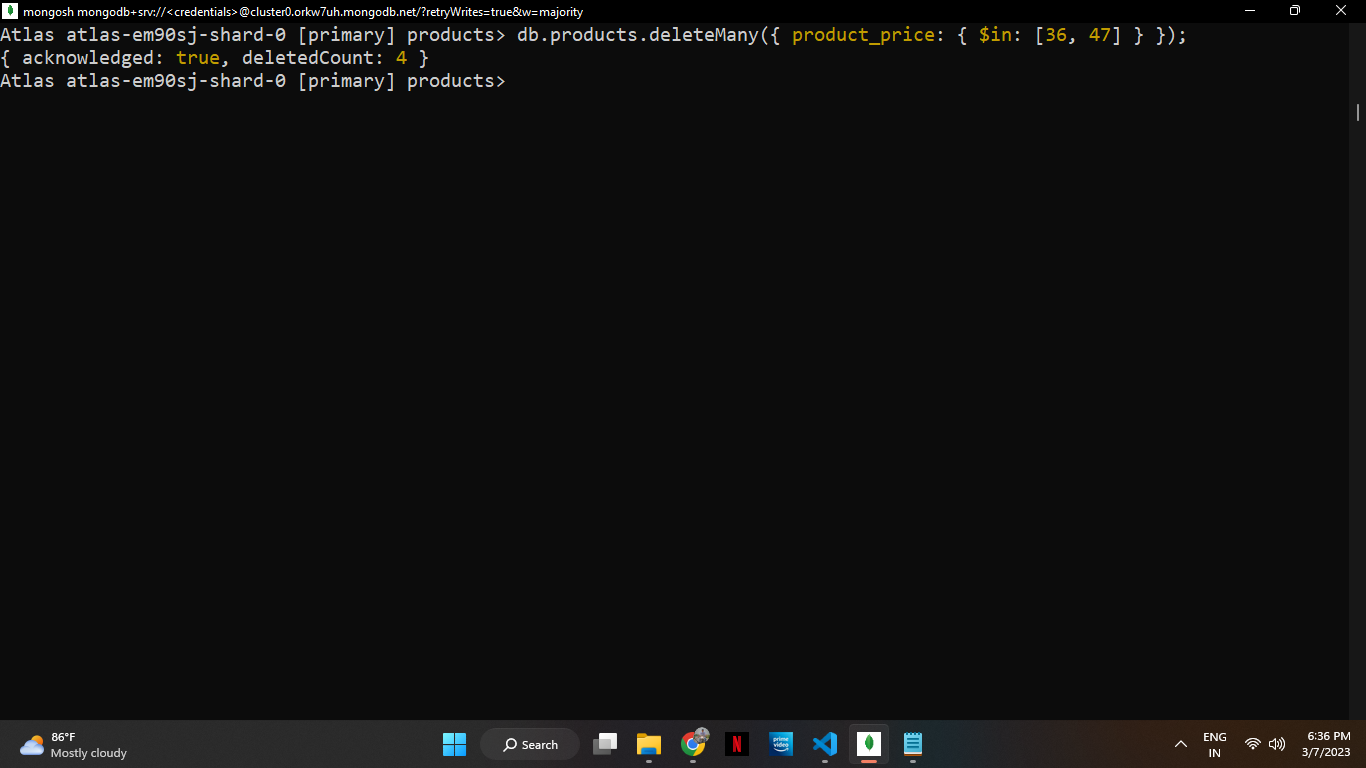 mongosh mongodb+srv://<credentials>@cluster0.orkw7uh.mongodb.net/?retryWrites=true&w=majority
Atlas atlas-em90sj-shard-0 [primary] products> db.products.deleteMany({ product_price: { $in: [36, 47] } });
{ acknowledged: true, deletedCount: 4 }
Atlas atlas-em90sj-shard-0 [primary] products>
86°F
Mostly cloudy
Search
N
prime video
ENG
IN
6:36 PM
3/7/2023